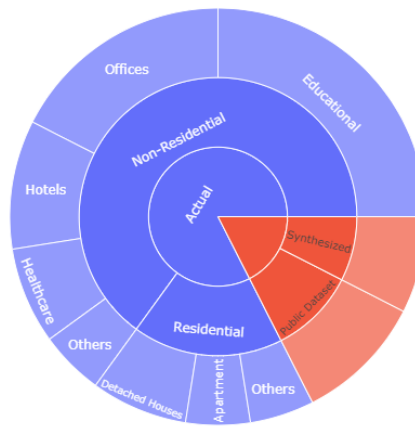 Offices
Educational
Non-Residential
Hotels
Actual
Synthesized
Healthcare
Public Dataset
Residential
Others
Detached Houses
Apartment
Others